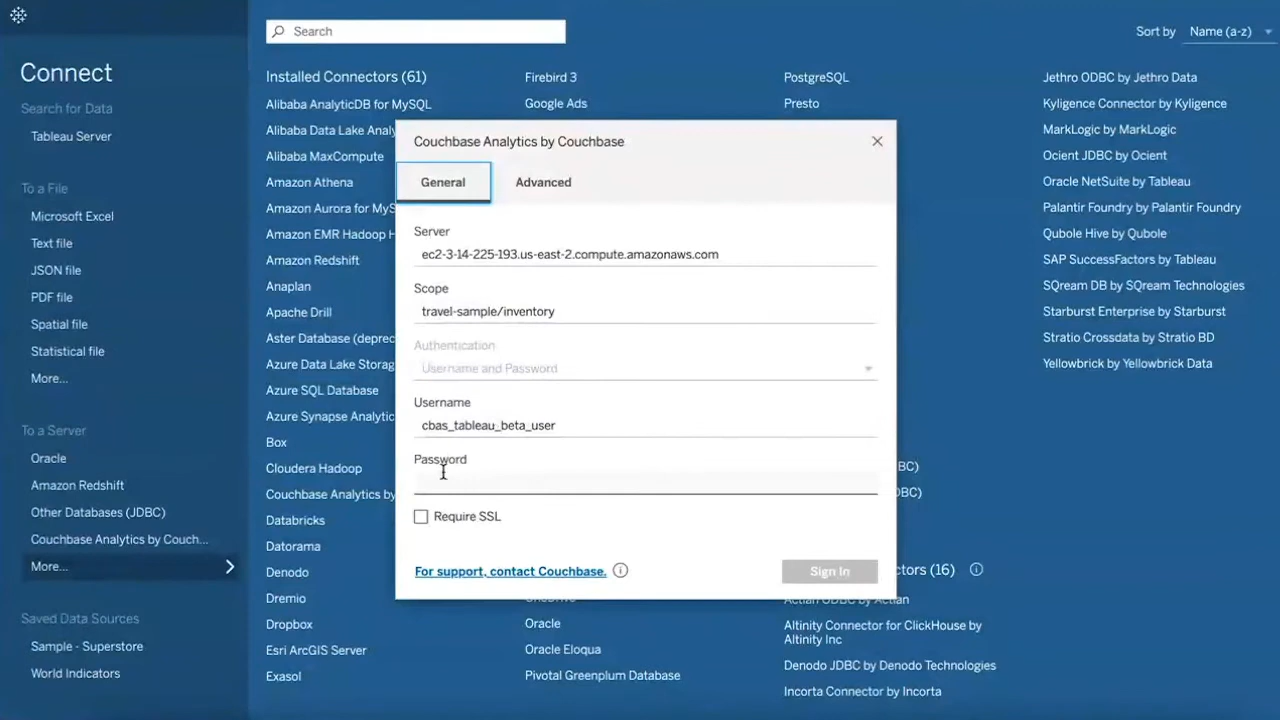 Search
Sort by Name (a-z)
Connect
Search for Data
Tableau Server
To a File
Microsoft Excel
Text file
JSON file
PDF file
Spatial file
Statistical file
More...
To a Server
Oracle
Amazon Redshift
Other Databases (JDBC)
Couchbase Analytics by Couch...
More...
Saved Data Sources
Sample - Superstore
World Indicators
Installed Connectors (61)
Alibaba AnalyticDB for MySQL
Alibaba Data Lake Analy
Alibaba MaxCompute
Amazon Athena
Amazon Aurora for MyS
Amazon EMR Hadoop H
Amazon Redshift
Anaplan
Apache Drill
Aster Database (deprec
Azure Data Lake Storag
Azure SQL Database
Azure Synapse Analytic
Box
Cloudera Hadoop
Couchbase Analytics by
Databricks
Datorama
Denodo
Dremio
Dropbox
Esri ArcGIS Server
Exasol
Firebird 3
Google Ads
OneDrive
Oracle
Oracle Eloqua
Pivotal Greenplum Database
PostgreSQL
Presto
BC)
BC)
ctors (16)
Actian ODBC by Actian
Altinity Connector for ClickHouse by
Altinity Inc
Denodo JDBC by Denodo Technologies
Incorta Connector by Incorta
Jethro ODBC by Jethro Data
Kyligence Connector by Kyligence
MarkLogic by MarkLogic
Ocient JDBC by Ocient
Oracle NetSuite by Tableau
Palantir Foundry by Palantir Foundry
Qubole Hive by Qubole
SAP SuccessFactors by Tableau
SQream DB by SQream Technologies
Starburst Enterprise by Starburst
Stratio Crossdata by Stratio BD
Yellowbrick by Yellowbrick Data
Couchbase Analytics by Couchbase
General Advanced
Server
ec2-3-14-225-193.us-east-2.compute.amazonaws.com
Scope
travel-sample/inventory
Authentication
Username and Password
Username
cbas_tableau_beta_user
Password
Require SSL
For support, contact Couchbase.
Sign In